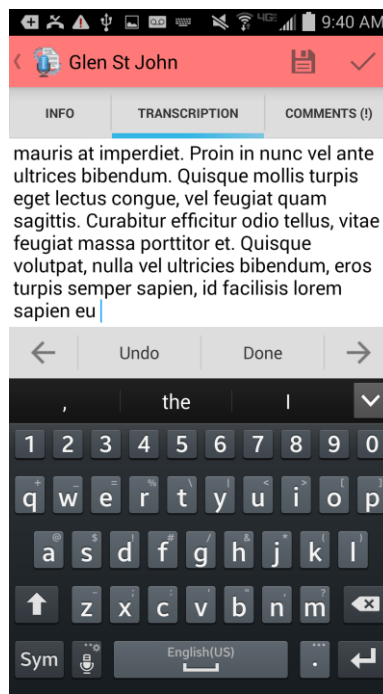 4G LTE 9:40 AM
Glen St John
INFO TRANSCRIPTION COMMENTS (!)
mauris at imperdiet. Proin in nunc vel ante
ultrices bibendum. Quisque mollis turpis
eget lectus congue, vel feugiat quam
sagittis. Curabitur efficitur odio tellus, vitae
feugiat massa porttitor et. Quisque
volutpat, nulla vel ultricies bibendum, eros
turpis semper sapien, id facilisis lorem
sapien eu
Undo Done
, the I
1 2 3 4 5 6 7 8 9 0
q w e r t y u i o p
a s d f g h j k l
z x c v b n m
Sym English(US) .